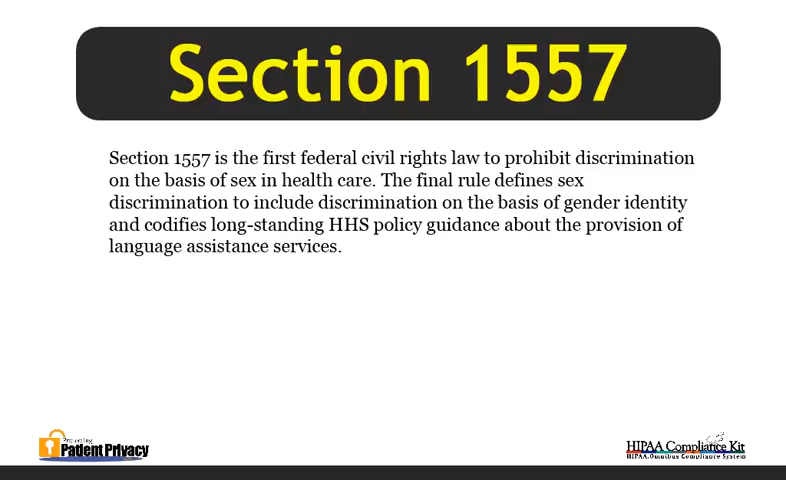 Section 1557
Section 1557 is the first federal civil rights law to prohibit discrimination
on the basis of sex in health care. The final rule defines sex
discrimination to include discrimination on the basis of gender identity
and codifies long-standing HHS policy guidance about the provision of
language assistance services.
Protecting
Patient Privacy
HIPAA Compliance Kit
HIPAA Omnibus Compliance System